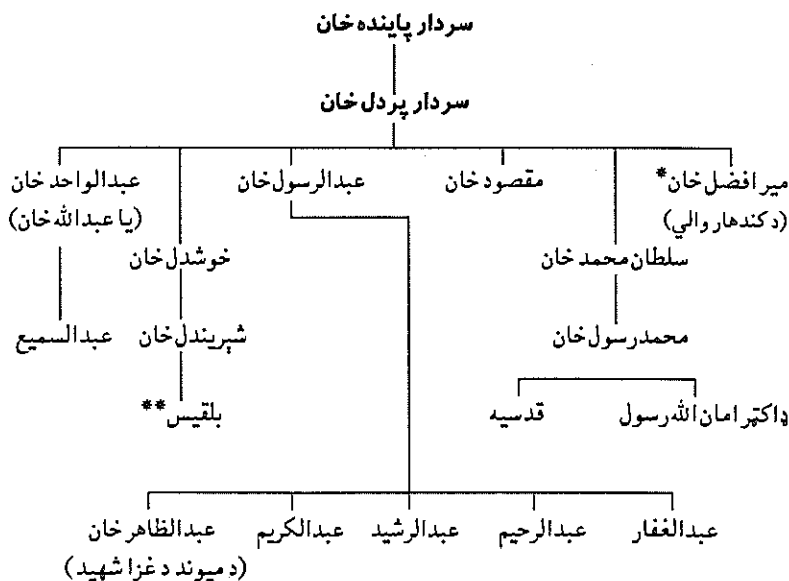 سردار پاینده خان
سردار پردل خان
میر افضل خان*
(د کندهار والي)
مقصود خان
عبدالرسول خان
عبدالواحد خان
(یا عبدالله خان)
سلطان محمد خان
خوشدل خان
محمد رسول خان
شېریندل خان
عبدالسمیع
ډاکټر امان الله رسول
قدسیه
بلقیس**
عبدالغفار
عبدالرحیم
عبدالرشید
عبدالکریم
عبدالظاهر خان
(د میوند د غزا شهید)